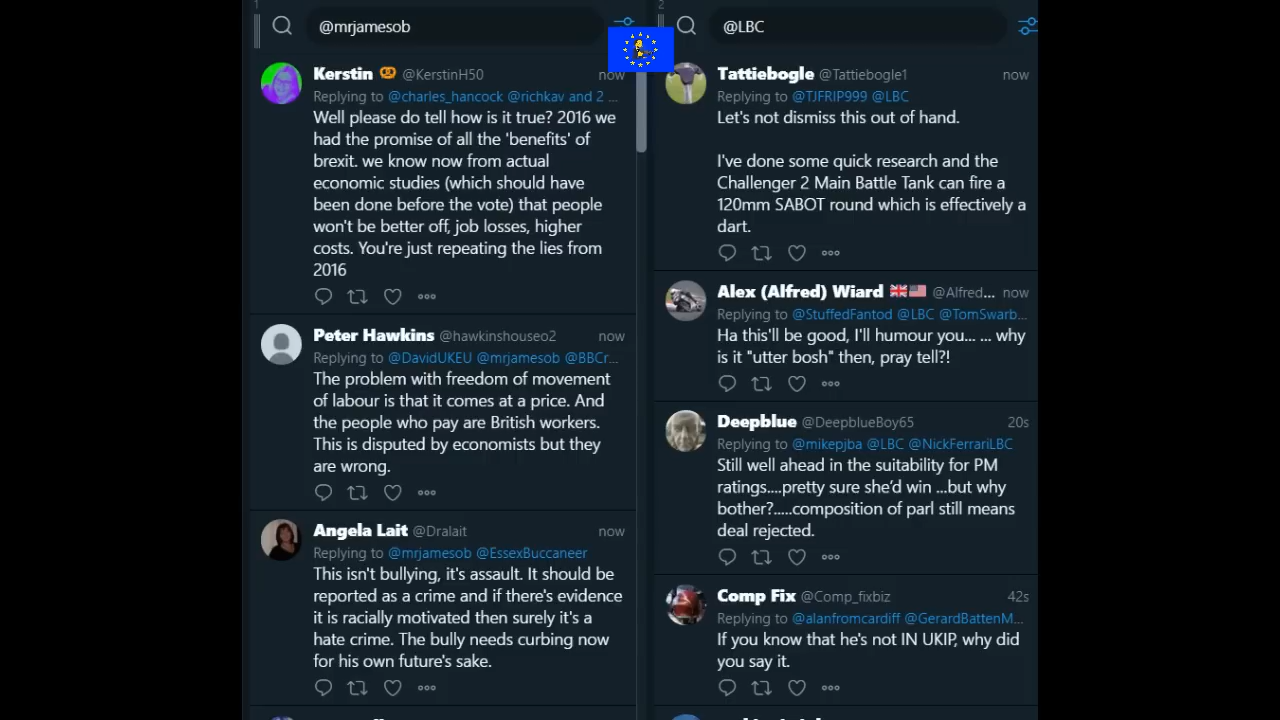 1
@mrjamesob
Kerstin 🥨 @KerstinH50 now
Replying to @charles_hancock @richkav and 2 ...
Well please do tell how is it true? 2016 we
had the promise of all the 'benefits' of
brexit. we know now from actual
economic studies (which should have
been done before the vote) that people
won't be better off, job losses, higher
costs. You're just repeating the lies from
2016
Peter Hawkins @hawkinshouseo2 now
Replying to @DavidUKEU @mrjamesob @BBCr...
The problem with freedom of movement
of labour is that it comes at a price. And
the people who pay are British workers.
This is disputed by economists but they
are wrong.
Angela Lait @Dralait now
Replying to @mrjamesob @EssexBuccaneer
This isn't bullying, it's assault. It should be
reported as a crime and if there's evidence
it is racially motivated then surely it's a
hate crime. The bully needs curbing now
for his own future's sake.
2
@LBC
Tattiebogle @Tattiebogle1 now
Replying to @TJFRIP999 @LBC
Let's not dismiss this out of hand.
I've done some quick research and the
Challenger 2 Main Battle Tank can fire a
120mm SABOT round which is effectively a
dart.
Alex (Alfred) Wiard 🇬🇧🇺🇸 @Alfred... now
Replying to @StuffedFantod @LBC @TomSwarb...
Ha this'll be good, I'll humour you... ... why
is it "utter bosh" then, pray tell?!
Deepblue @DeepblueBoy65 20s
Replying to @mikepjba @LBC @NickFerrariLBC
Still well ahead in the suitability for PM
ratings....pretty sure she'd win ...but why
bother?.....composition of parl still means
deal rejected.
Comp Fix @Comp_fixbiz 42s
Replying to @alanfromcardiff @GerardBattenM...
If you know that he's not IN UKIP, why did
you say it.